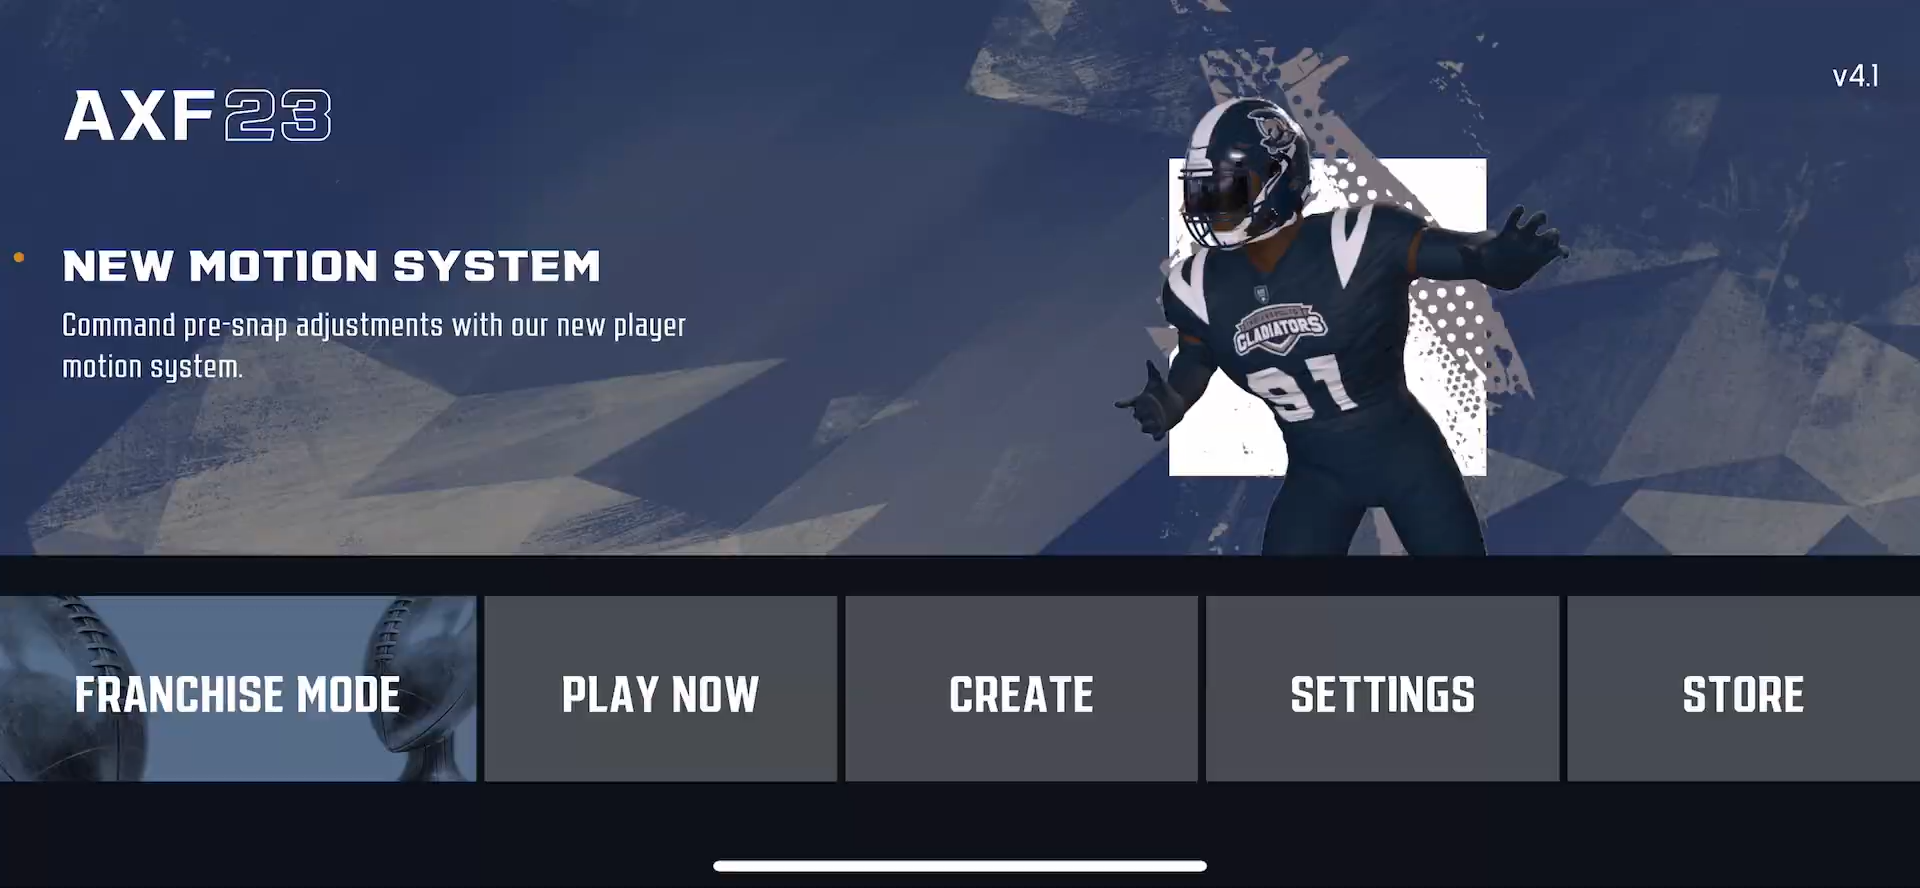 AXF23
v4.1
NEW MOTION SYSTEM
Command pre-snap adjustments with our new player
motion system.
GLADIATORS
91
FRANCHISE MODE
PLAY NOW
CREATE
SETTINGS
STORE